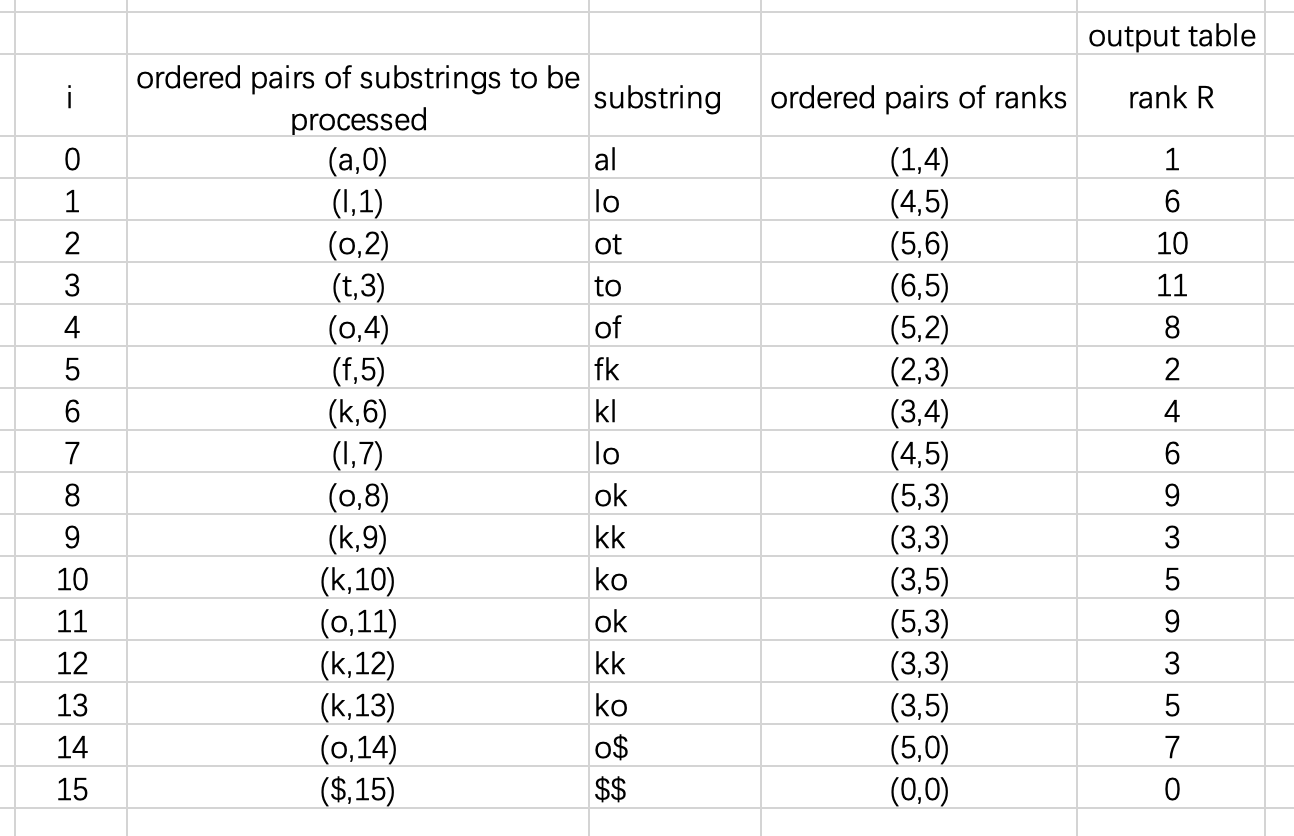 output table
i ordered pairs of substrings to be processed substring ordered pairs of ranks rank R
0 (a,0) al (1,4) 1
1 (l,1) lo (4,5) 6
2 (o,2) ot (5,6) 10
3 (t,3) to (6,5) 11
4 (o,4) of (5,2) 8
5 (f,5) fk (2,3) 2
6 (k,6) kl (3,4) 4
7 (l,7) lo (4,5) 6
8 (o,8) ok (5,3) 9
9 (k,9) kk (3,3) 3
10 (k,10) ko (3,5) 5
11 (o,11) ok (5,3) 9
12 (k,12) kk (3,3) 3
13 (k,13) ko (3,5) 5
14 (o,14) o$ (5,0) 7
15 ($,15) $$ (0,0) 0